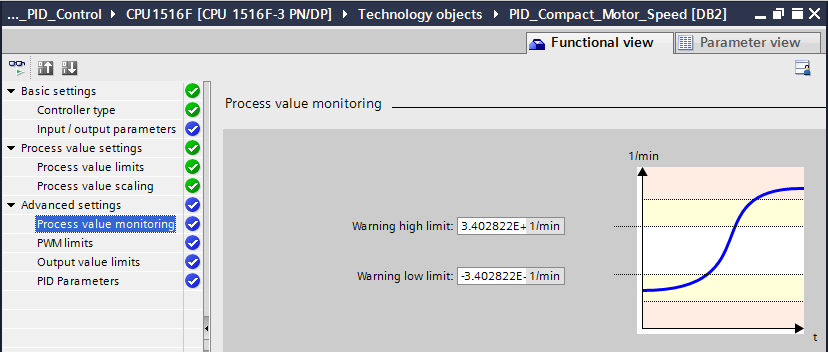 ..._PID_Control ▸ CPU1516F [CPU 1516F-3 PN/DP] ▸ Technology objects ▸ PID_Compact_Motor_Speed [DB2]
Functional view
Parameter view
Basic settings
Controller type
Input / output parameters
Process value settings
Process value limits
Process value scaling
Advanced settings
Process value monitoring
PWM limits
Output value limits
PID Parameters
Process value monitoring
1/min
Warning high limit: 3.402822E+ 1/min
Warning low limit: -3.402822E- 1/min
t